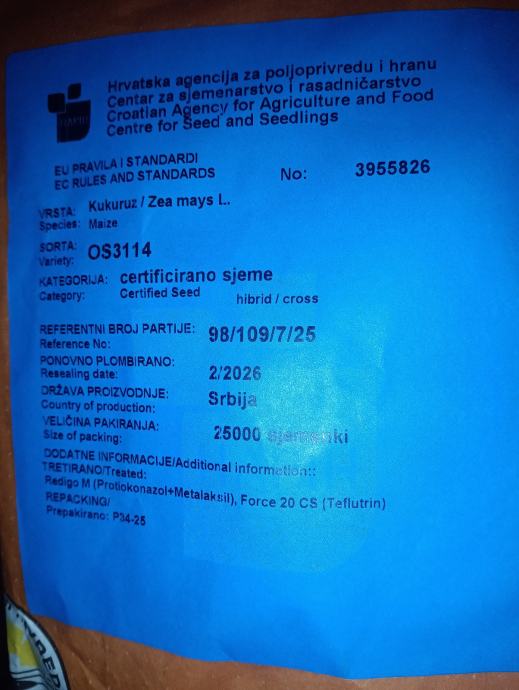 Hrvatska agencija za poljoprivredu i hranu
Centar za sjemenarstvo i rasadničarstvo
Croatian Agency for Agriculture and Food
Centre for Seed and Seedlings
EU PRAVILA I STANDARDI
EC RULES AND STANDARDS
No: 3955826
VRSTA: Kukuruz / Zea mays L.
Species: Maize
SORTA: OS3114
Variety:
KATEGORIJA: certificirano sjeme
Category: Certified Seed hibrid / cross
REFERENTNI BROJ PARTIJE: 98/109/7/25
Reference No:
PONOVNO PLOMBIRANO:
Resealing date: 2/2026
DRŽAVA PROIZVODNJE: Srbija
Country of production:
VELIČINA PAKIRANJA: 25000 sjemenki
Size of packing:
DODATNE INFORMACIJE/Additional information::
TRETIRANO/Treated:
Redigo M (Protiokonazol+Metalaksil), Force 20 CS (Teflutrin)
REPACKING/
Prepakirano: P34-25